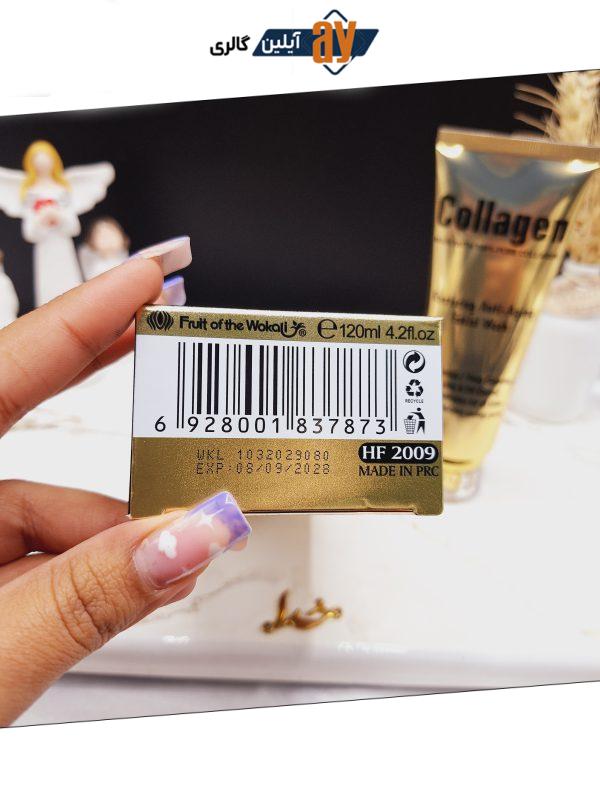 آیلین گالری
ay
Collagen
Fruit of the Wokali ® ℮120ml 4.2fl.oz
6 928001 837873
RECYCLE
WKL 1032029080
EXP:08/09/2028
HF 2009
MADE IN PRC